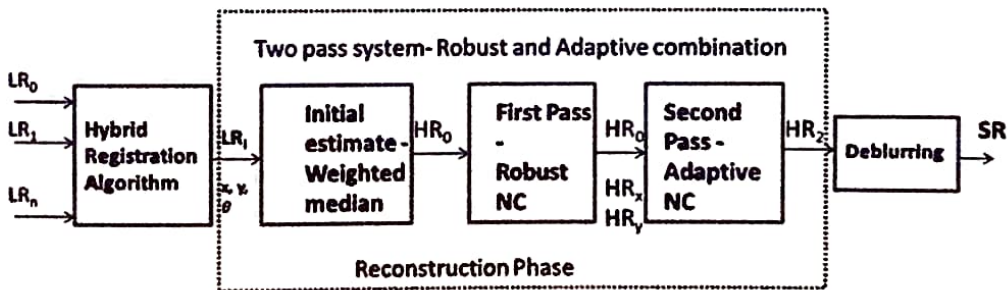 Two pass system- Robust and Adaptive combination
LR0
LR1
LRn
Hybrid
Registration
Algorithm
LRi
x, y,
θ
Initial
estimate -
Weighted
median
HR0
First Pass
-
Robust
NC
HR0
HRx
HRy
Second
Pass -
Adaptive
NC
HR2
Deblurring
SR
Reconstruction Phase